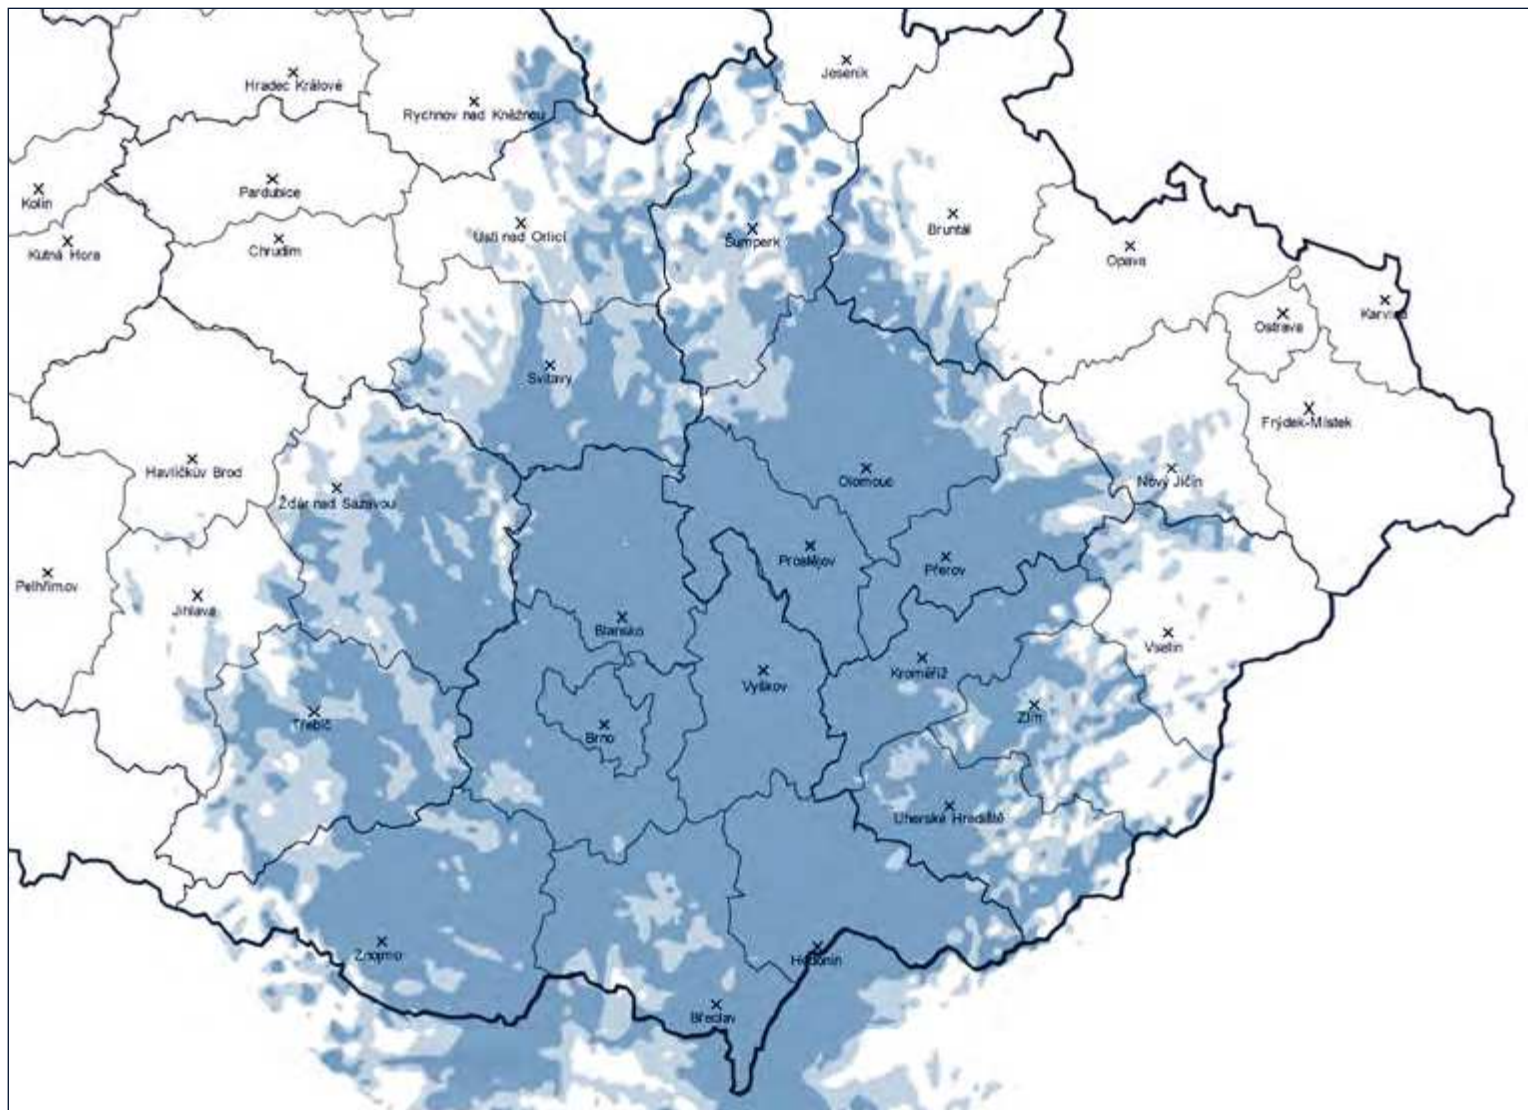 Jeseník
Hradec Králové
Rychnov nad Kněžnou
Pardubice
Kolín
Ústí nad Orlicí
Šumperk
Bruntál
Kutná Hora
Chrudim
Opava
Karviná
Ostrava
Svitavy
Frýdek-Místek
Havlíčkův Brod
Olomouc
Nový Jičín
Žďár nad Sázavou
Prostějov
Přerov
Pelhřimov
Jihlava
Blansko
Vsetín
Kroměříž
Vyškov
Třebíč
Zlín
Brno
Uherské Hradiště
Znojmo
Hodonín
Břeclav